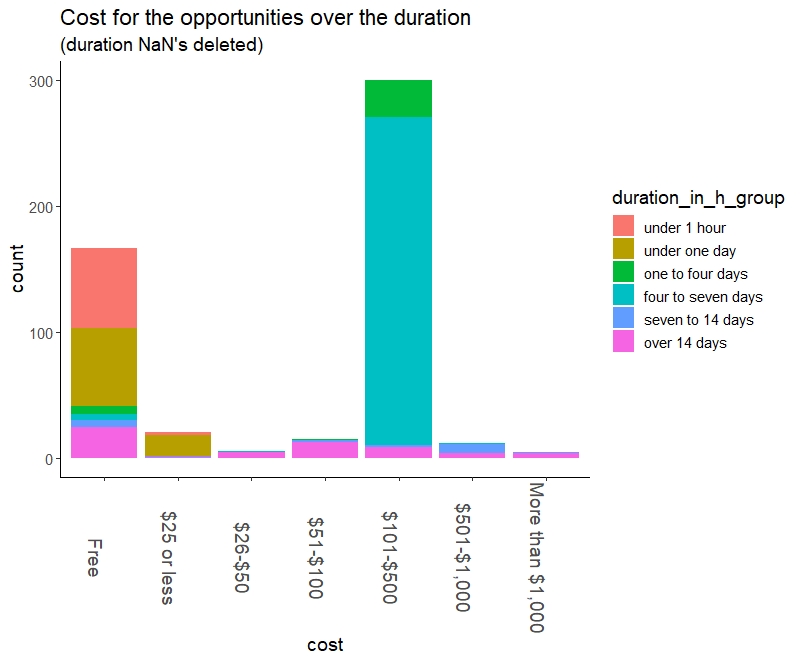 Cost for the opportunities over the duration
(duration NaN's deleted)
count
300
200
100
0
Free
$25 or less
$26-$50
$51-$100
$101-$500
$501-$1,000
More than $1,000
cost
duration_in_h_group
under 1 hour
under one day
one to four days
four to seven days
seven to 14 days
over 14 days